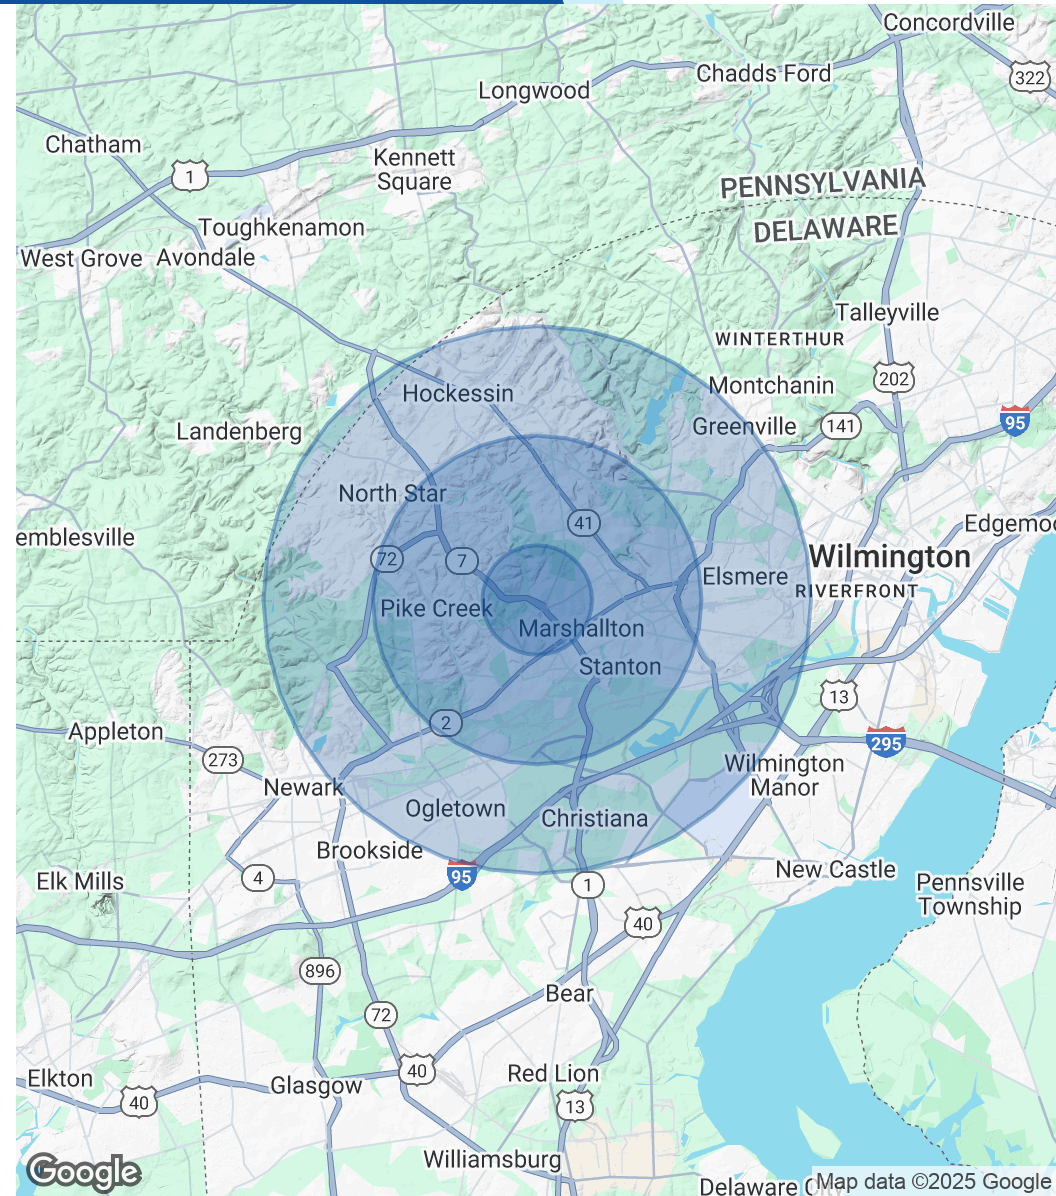 Concordville
Chadds Ford
322
Longwood
Chatham
Kennett
Square
1
PENNSYLVANIA
DELAWARE
Toughkenamon
West Grove
Avondale
Talleyville
WINTERTHUR
202
Montchanin
Hockessin
Greenville
141
95
Landenberg
North Star
41
emblesville
Edgemoo
72
7
Wilmington
Elsmere
RIVERFRONT
Pike Creek
Marshallton
Stanton
13
2
Appleton
273
295
Wilmington
Manor
Newark
Ogletown
Christiana
Brookside
95
New Castle
4
1
Elk Mills
Pennsville
Township
40
896
Bear
72
40
Red Lion
Elkton
Glasgow
40
13
Williamsburg
Google
Delaware C
Map data ©2025 Google